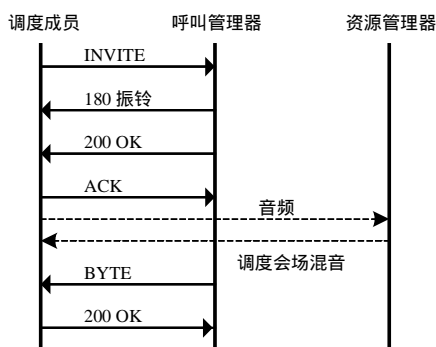 调度成员 呼叫管理器 资源管理器
INVITE
180 振铃
200 OK
ACK
音频
调度会场混音
BYTE
200 OK